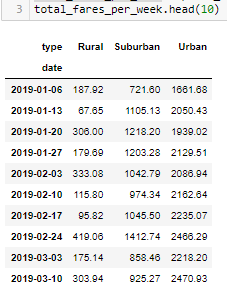 3 total_fares_per_week.head(10)
type Rural Suburban Urban
date
2019-01-06 187.92 721.60 1661.68
2019-01-13 67.65 1105.13 2050.43
2019-01-20 306.00 1218.20 1939.02
2019-01-27 179.69 1203.28 2129.51
2019-02-03 333.08 1042.79 2086.94
2019-02-10 115.80 974.34 2162.64
2019-02-17 95.82 1045.50 2235.07
2019-02-24 419.06 1412.74 2466.29
2019-03-03 175.14 858.46 2218.20
2019-03-10 303.94 925.27 2470.93